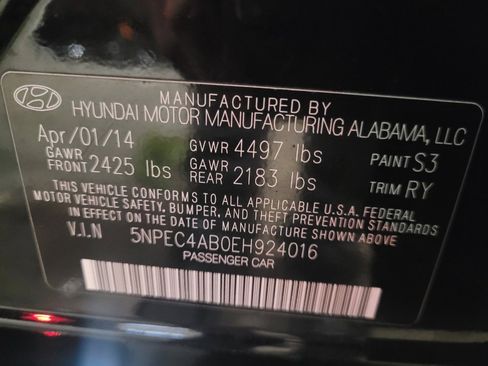 MANUFACTURED BY
HYUNDAI MOTOR MANUFACTURING ALABAMA, LLC
Apr/01/14 GVWR 4497 lbs PAINT S3
GAWR FRONT 2425 lbs GAWR REAR 2183 lbs TRIM RY
THIS VEHICLE CONFORMS TO ALL APPLICABLE U.S.A. FEDERAL
MOTOR VEHICLE SAFETY, BUMPER, AND THEFT PREVENTION STANDARDS
IN EFFECT ON THE DATE OF MANUFACTURE SHOWN ABOVE
V.I.N 5NPEC4AB0EH924016
PASSENGER CAR